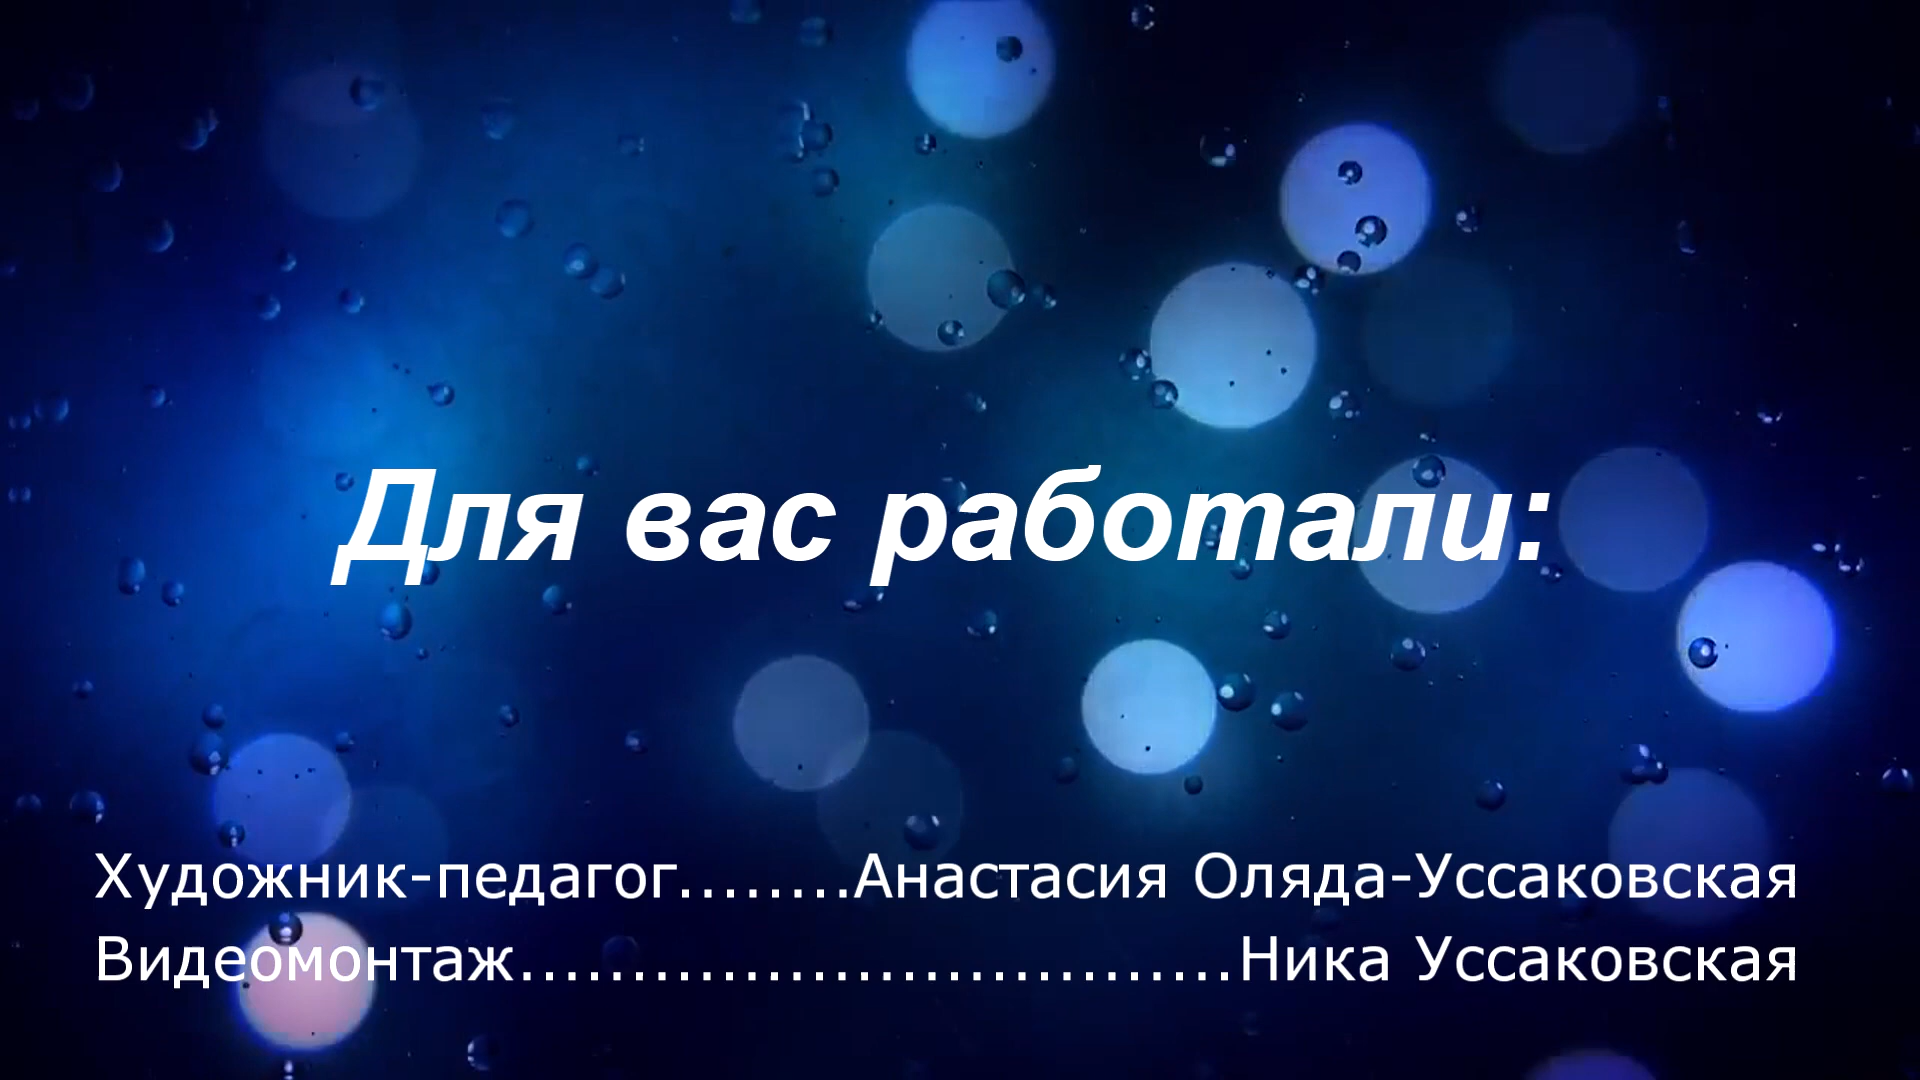 Для вас работали:
Художник-педагог........Анастасия Оляда-Уссаковская
Видеомонтаж................................Ника Уссаковская